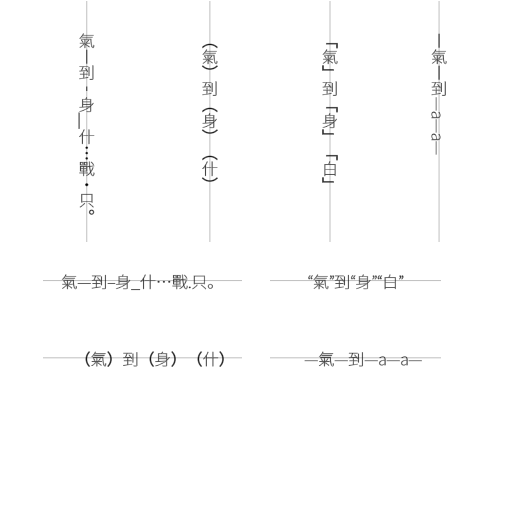 氣—到-身_什…戰·只。
（氣）到（身）（什）
「氣」到「身」「白」
—氣—到—a—a—
氣—到–身_什…戰.只。
“氣”到“身”“白”
（氣）到（身）（什）
—氣—到—a—a—